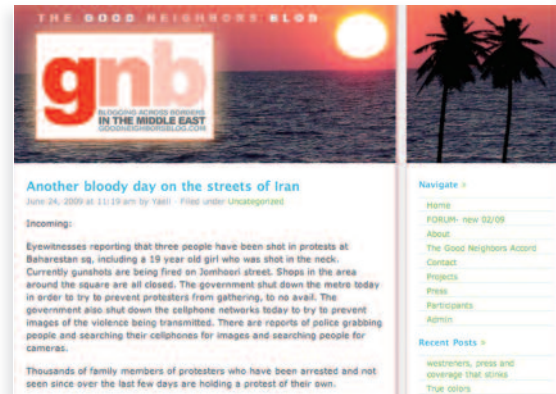 THE GOOD NEIGHBORS BLOG
gnb
BLOGGING ACROSS BORDERS
IN THE MIDDLE EAST
GOODNEIGHBORSBLOG.COM
Another bloody day on the streets of Iran
June 24, 2009 at 11:19 am by Yaeli · Filed under Uncategorized
Incoming:
Eyewitnesses reporting that three people have been shot in protests at
Baharestan sq, including a 19 year old girl who was shot in the neck.
Currently gunshots are being fired on Jomhoori street. Shops in the area
around the square are all closed. The government shut down the metro today
in order to try to prevent protesters from gathering, to no avail. The
government also shut down the cellphone networks today to try to prevent
images of the violence being transmitted. There are reports of police grabbing
people and searching their cellphones for images and searching people for
cameras.
Thousands of family members of protesters who have been arrested and not
seen since over the last few days are holding a protest of their own.
Navigate »
Home
FORUM- new 02/09
About
The Good Neighbors Accord
Contact
Projects
Press
Participants
Admin
Recent Posts »
westreners, press and
coverage that stinks
True colors